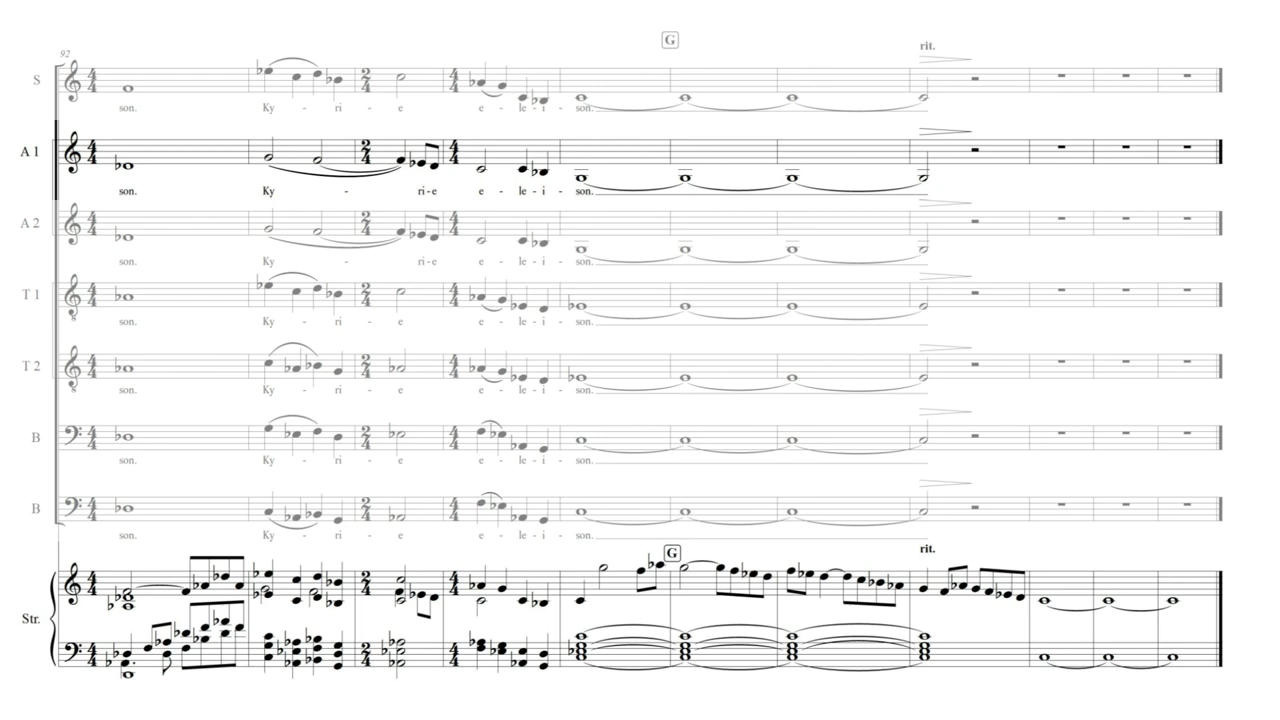 G
rit.
92
S
son. Ky - ri - e e - le - i - son.
A 1
son. Ky - ri - e e - le - i - son.
A 2
son. Ky - ri - e e - le - i - son.
T 1
son. Ky - ri - e e - le - i - son.
T 2
son. Ky - ri - e e - le - i - son.
B
son. Ky - ri - e e - le - i - son.
B
son. Ky - ri - e e - le - i - son.
G
rit.
Str.